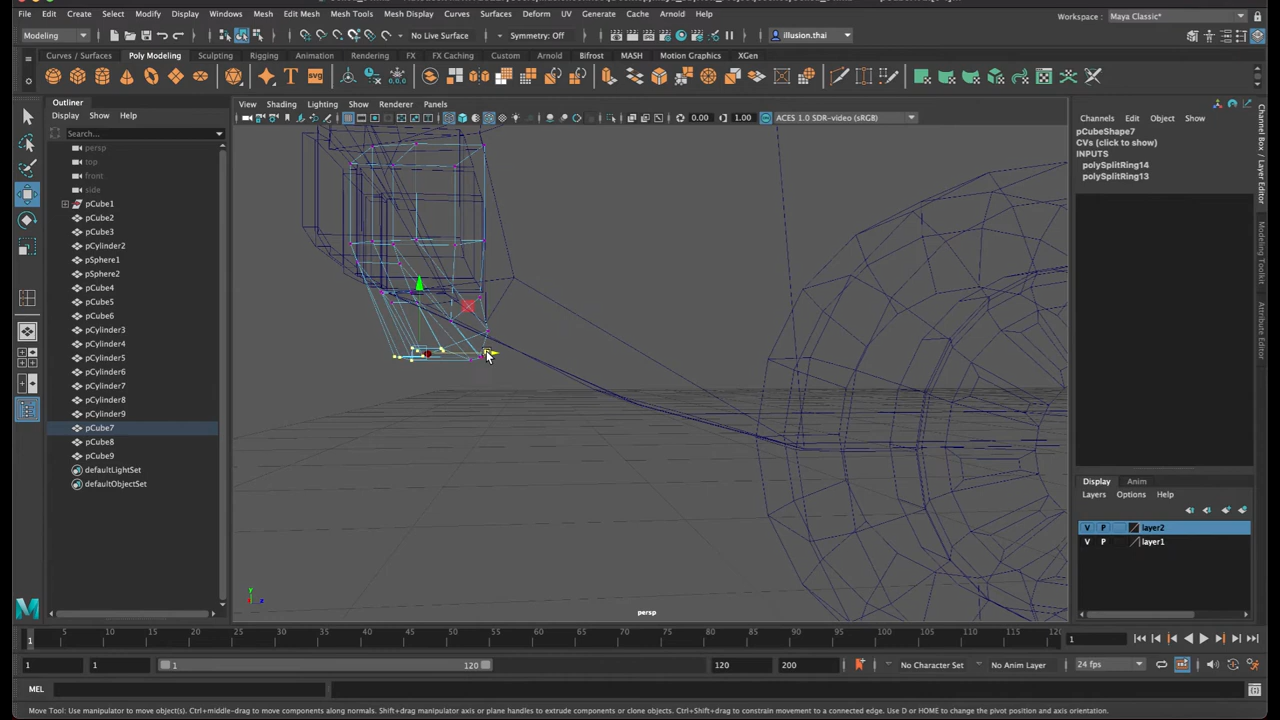 File Edit Create Select Modify Display Windows Mesh Edit Mesh Mesh Tools Mesh Display Curves Surfaces Deform UV Generate Cache Arnold Help Workspace : Maya Classic*
Modeling No Live Surface Symmetry: Off illusion.thai
Curves / Surfaces Poly Modeling Sculpting Rigging Animation Rendering FX FX Caching Custom Arnold Bifrost MASH Motion Graphics XGen
Outliner
Display Show Help
Search...
persp
top
front
side
pCube1
pCube2
pCube3
pCylinder2
pSphere1
pSphere2
pCube4
pCube5
pCube6
pCylinder3
pCylinder4
pCylinder5
pCylinder6
pCylinder7
pCylinder8
pCylinder9
pCube7
pCube8
pCube9
defaultLightSet
defaultObjectSet
View Shading Lighting Show Renderer Panels
0.00 1.00 ACES 1.0 SDR-video (sRGB)
persp
Channels Edit Object Show
pCubeShape7
CVs (click to show)
INPUTS
polySplitRing14
polySplitRing13
Channel Box / Layer Editor
Modeling Toolkit
Attribute Editor
Display Anim
Layers Options Help
V P layer2
V P layer1
1 5 10 15 20 25 30 35 40 45 50 55 60 65 70 75 80 85 90 95 100 105 110 115 120 1
1 1 1 120 120 200 No Character Set No Anim Layer 24 fps
MEL
Move Tool: Use manipulator to move object(s). Ctrl+middle-drag to move components along normals. Shift+drag manipulator axis or plane handles to extrude components or clone objects. Ctrl+Shift+drag to constrain movement to a connected edge. Use D or HOME to change the pivot position and axis orientation.